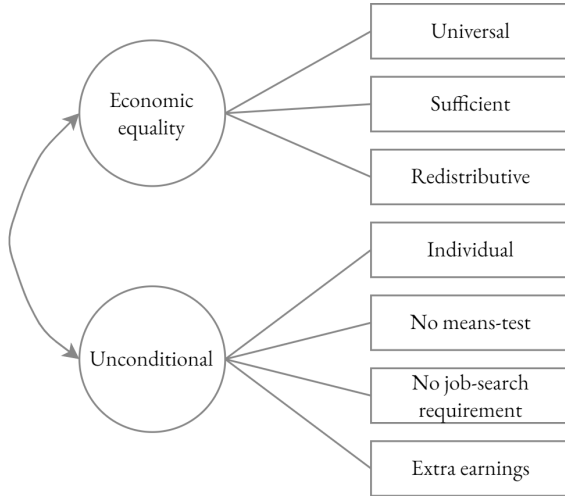 Universal
Economic
equality
Sufficient
Redistributive
Individual
No means-test
Unconditional
No job-search
requirement
Extra earnings